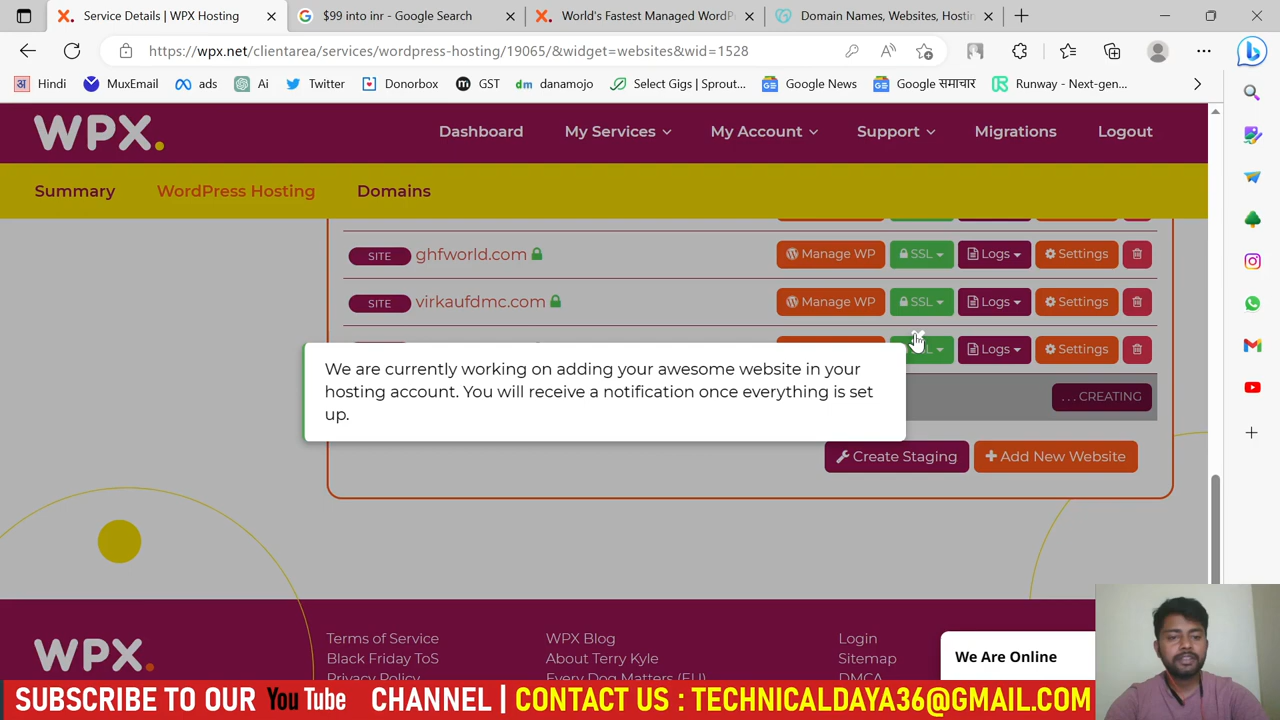 Service Details | WPX Hosting
$99 into inr - Google Search
World's Fastest Managed WordP
Domain Names, Websites, Hostin
https://wpx.net/clientarea/services/wordpress-hosting/19065/&widget=websites&wid=1528
Hindi
MuxEmail
ads
Ai
Twitter
Donorbox
GST
danamojo
Select Gigs | Sprout...
Google News
Google समाचार
Runway - Next-gen...
WPX.
Dashboard
My Services
My Account
Support
Migrations
Logout
Summary
WordPress Hosting
Domains
SITE ghfworld.com Manage WP SSL Logs Settings
SITE virkaufdmc.com Manage WP SSL Logs Settings
Logs Settings
We are currently working on adding your awesome website in your
hosting account. You will receive a notification once everything is set
up.
. . . CREATING
Create Staging
+ Add New Website
WPX.
Terms of Service
Black Friday ToS
Privacy Policy
WPX Blog
About Terry Kyle
Every Dog Matters (EU)
Login
Sitemap
DMCA
We Are Online
SUBSCRIBE TO OUR YouTube CHANNEL | CONTACT US : TECHNICALDAYA36@GMAIL.COM